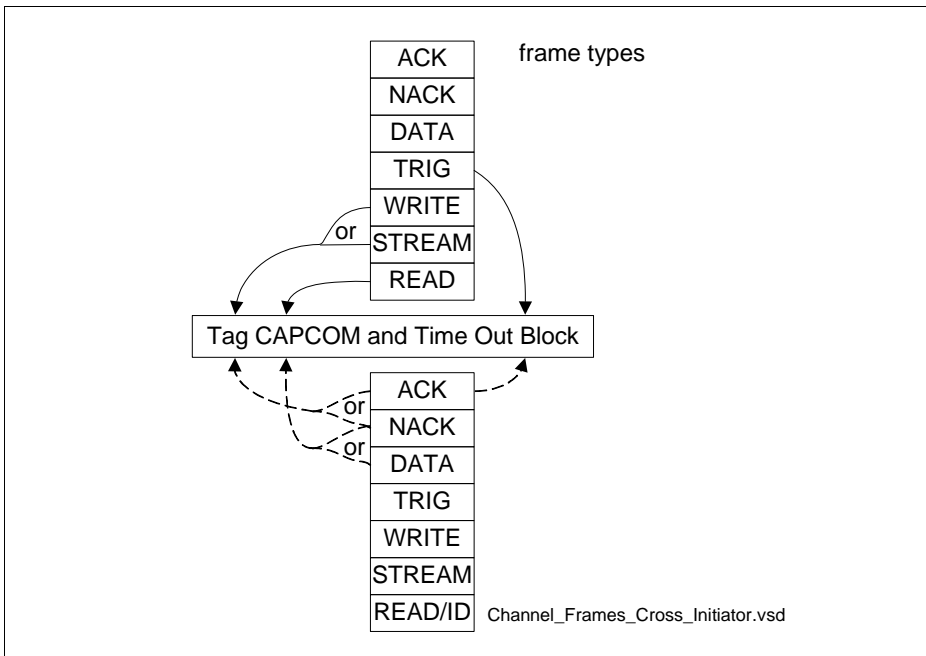 ACK
frame types
NACK
DATA
TRIG
WRITE
or
STREAM
READ
Tag CAPCOM and Time Out Block
ACK
or
NACK
or
DATA
TRIG
WRITE
STREAM
READ/ID
Channel_Frames_Cross_Initiator.vsd